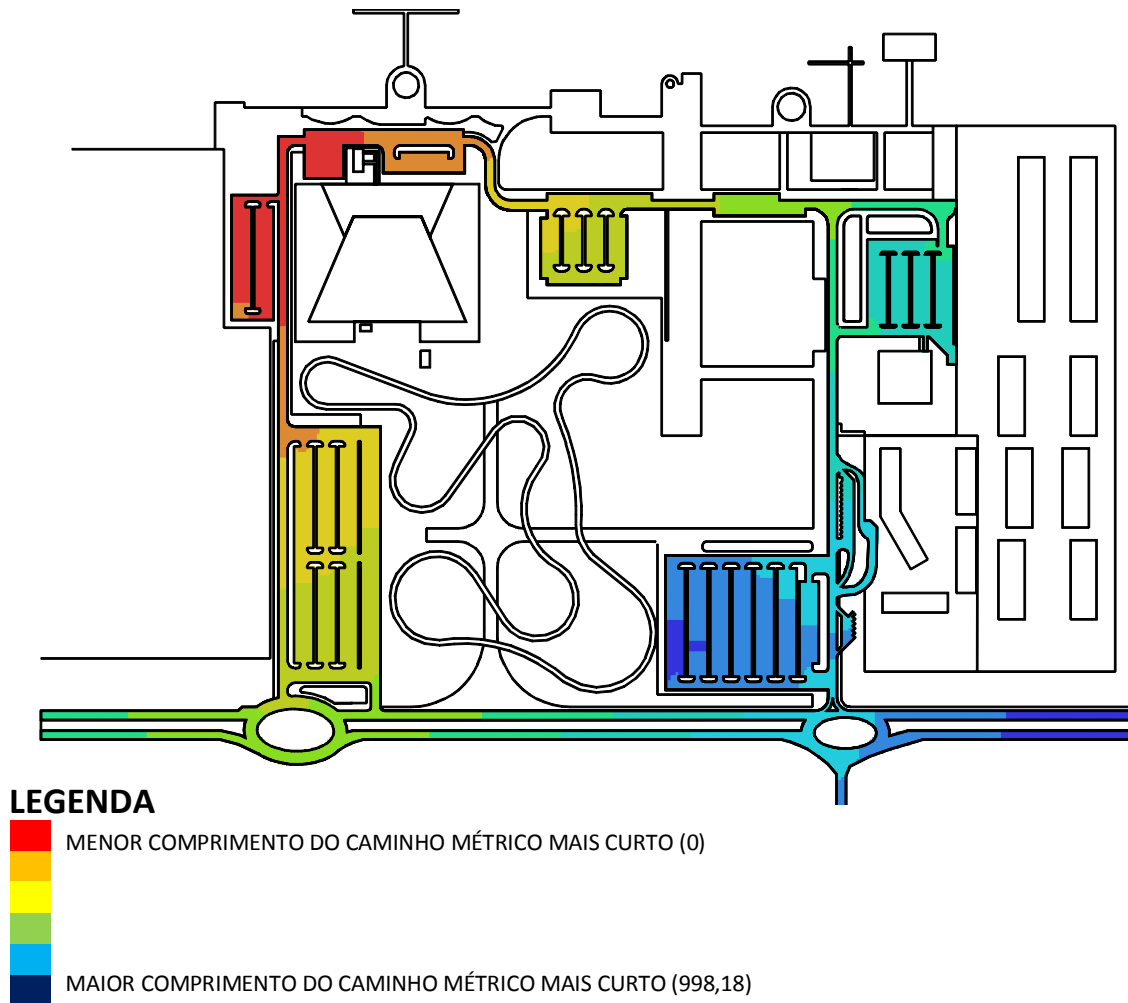 LEGENDA
MENOR COMPRIMENTO DO CAMINHO MÉTRICO MAIS CURTO (0)
MAIOR COMPRIMENTO DO CAMINHO MÉTRICO MAIS CURTO (998,18)